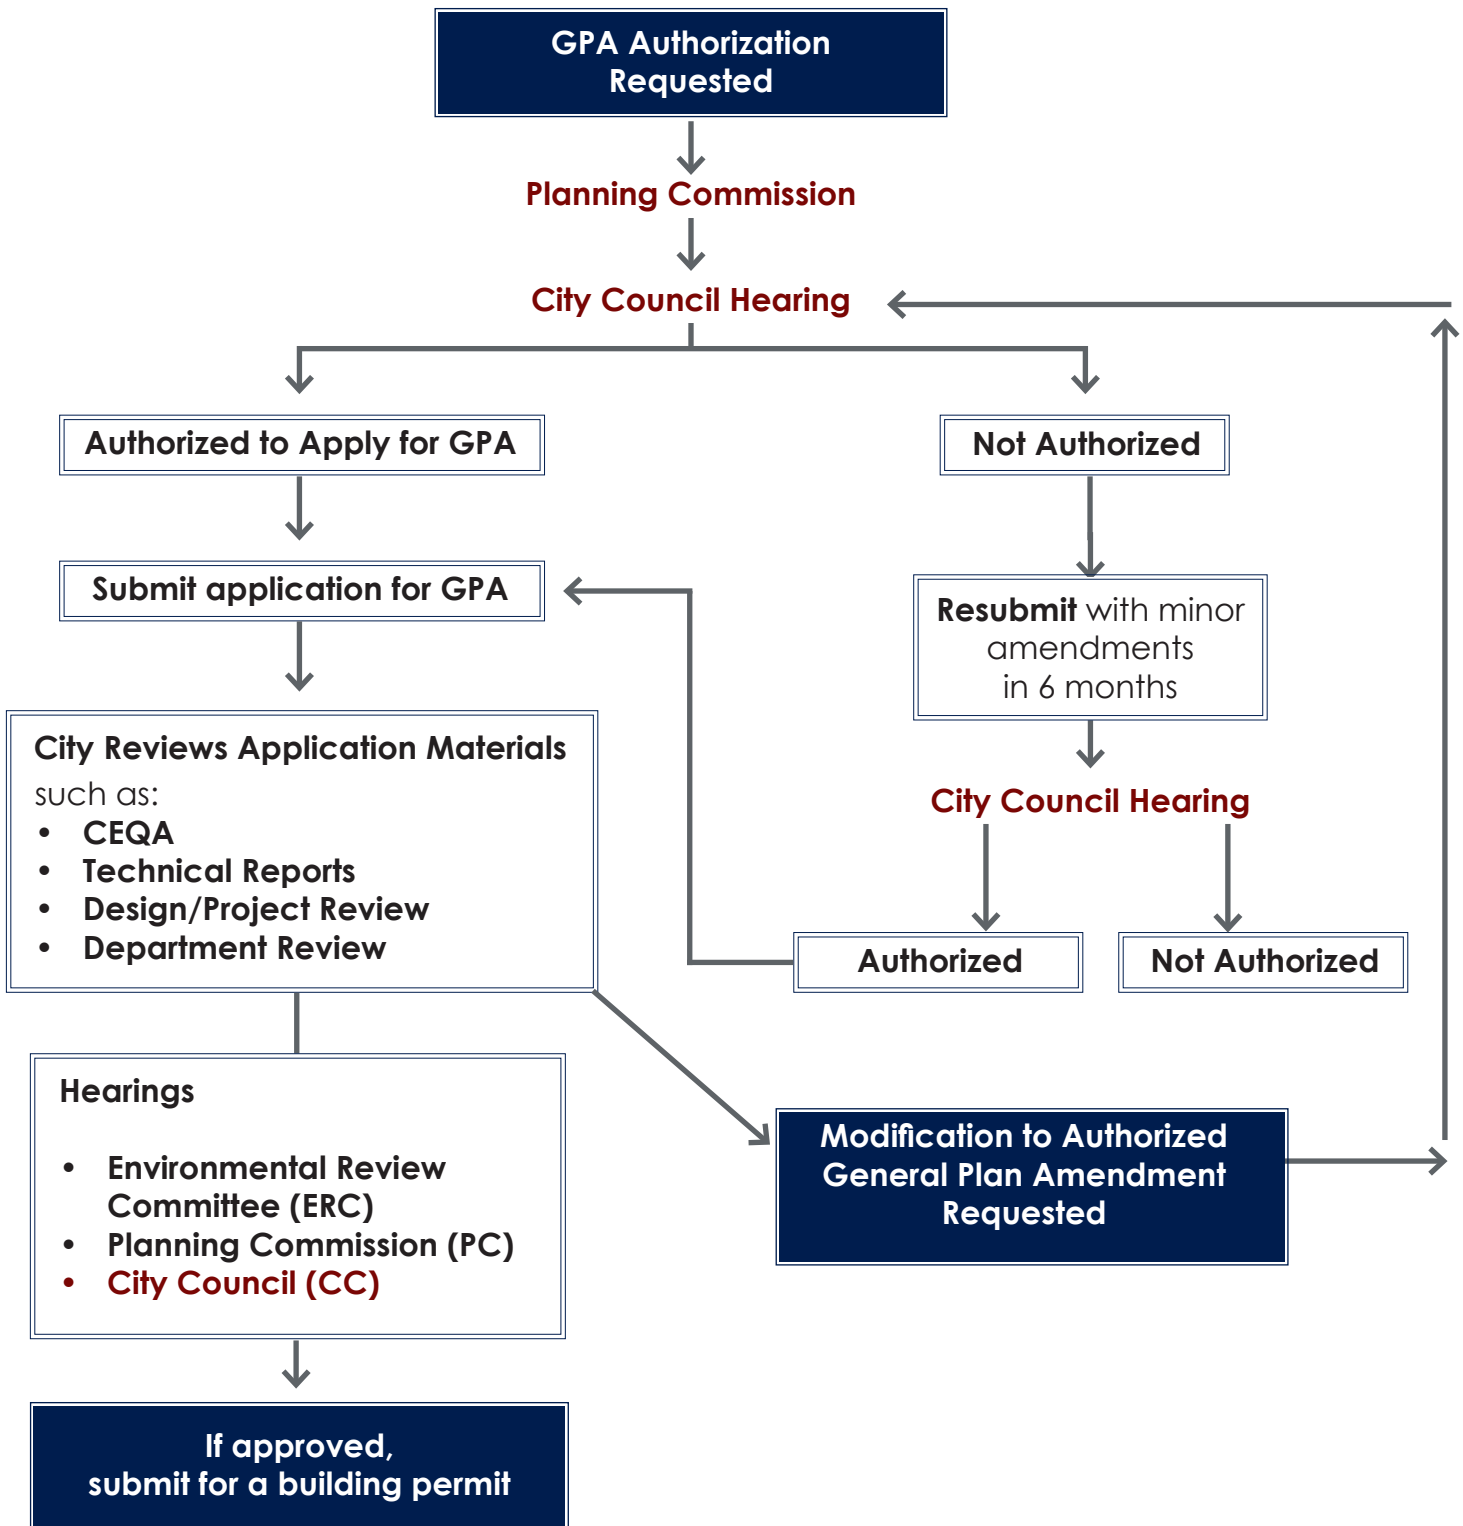 GPA Authorization
Requested
Planning Commission
City Council Hearing
Authorized to Apply for GPA
Not Authorized
Submit application for GPA
Resubmit with minor
amendments
in 6 months
City Reviews Application Materials
such as:
• CEQA
• Technical Reports
• Design/Project Review
• Department Review
City Council Hearing
Authorized
Not Authorized
Hearings
• Environmental Review
Committee (ERC)
• Planning Commission (PC)
• City Council (CC)
Modification to Authorized
General Plan Amendment
Requested
If approved,
submit for a building permit